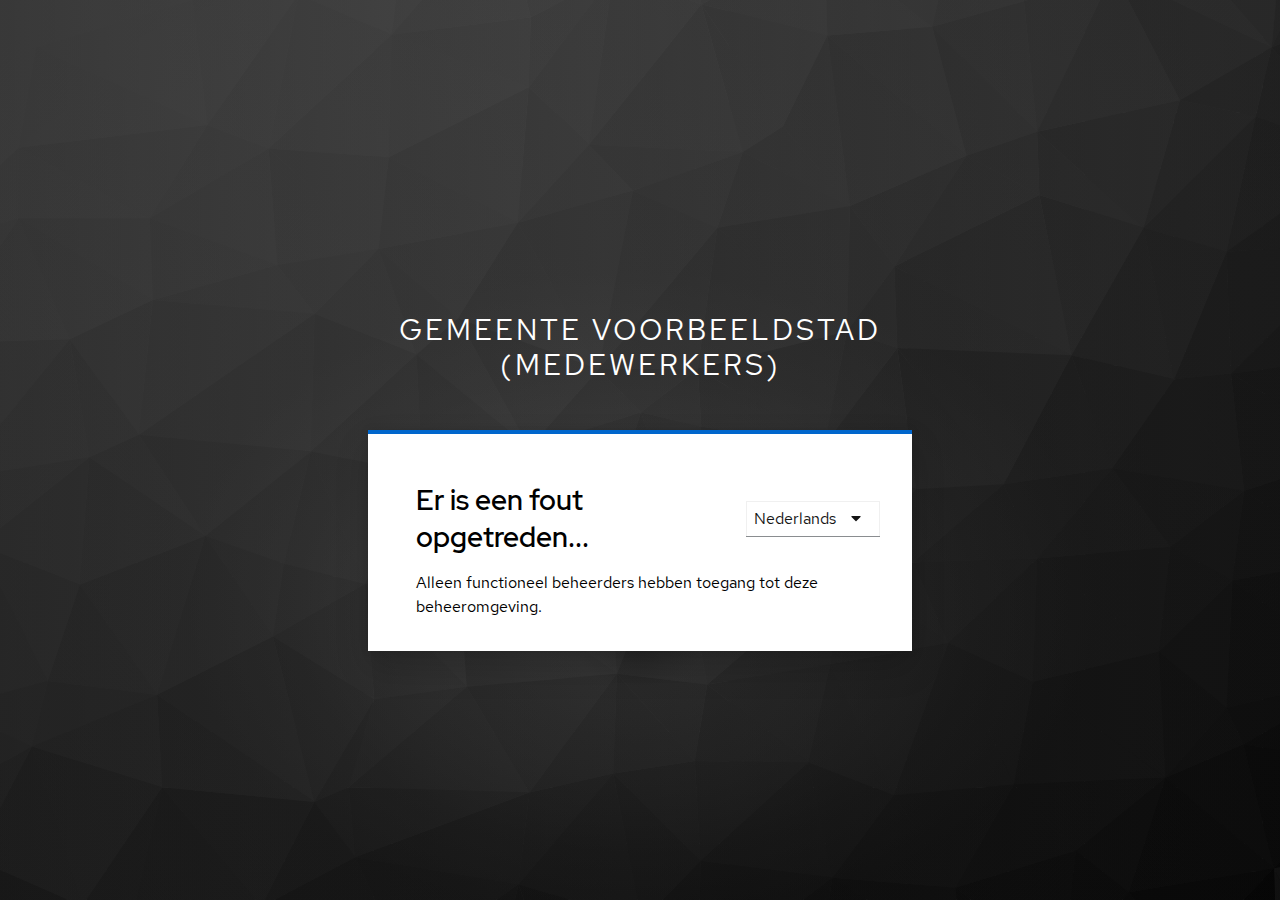 GEMEENTE VOORBEELDSTAD
(MEDEWERKERS)
Er is een fout
opgetreden...
Nederlands
Alleen functioneel beheerders hebben toegang tot deze
beheeromgeving.